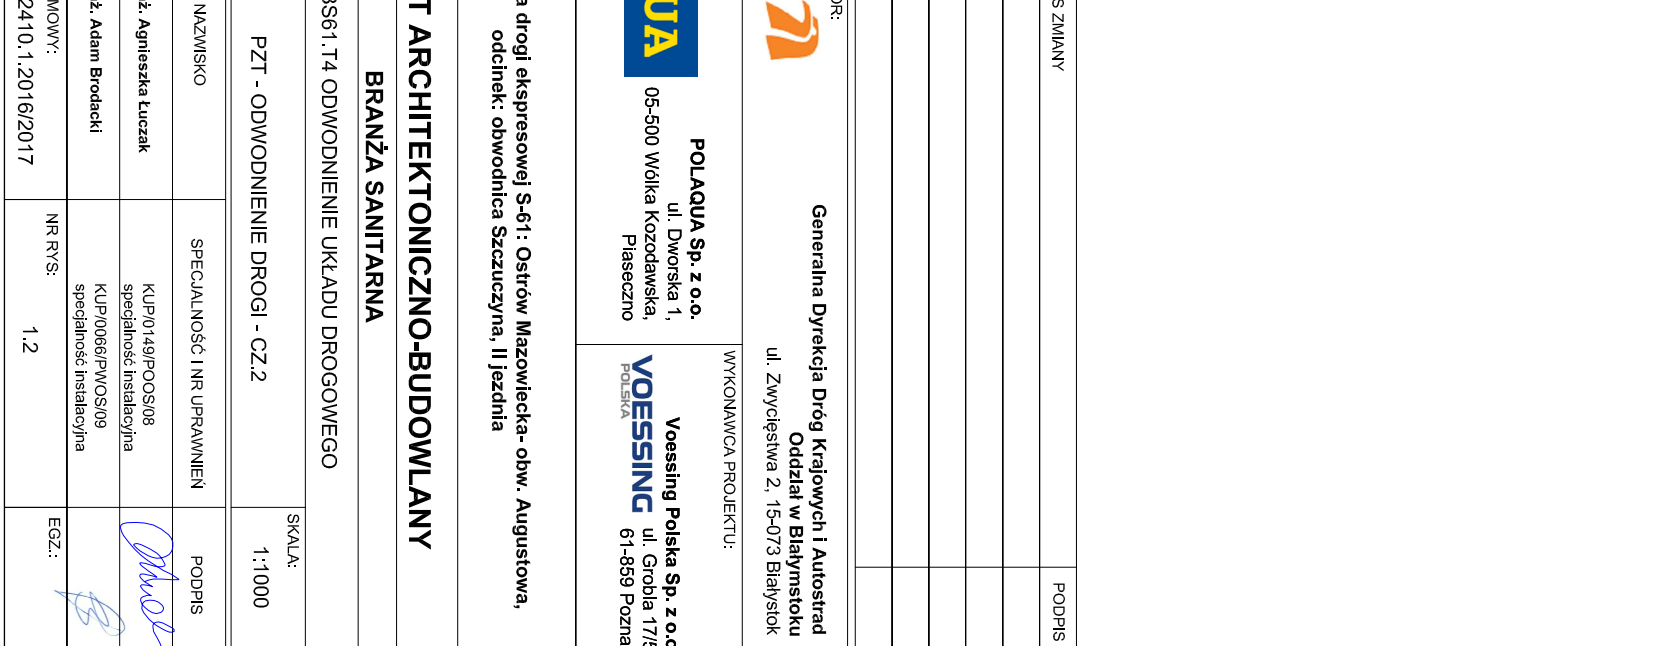 S ZMIANY
PODPIS
OR:
Generalna Dyrekcja Dróg Krajowych i Autostrad
Oddział w Białymstoku
ul. Zwycięstwa 2, 15-073 Białystok
WYKONAWCA PROJEKTU:
UA
POLAQUA Sp. z o.o.
ul. Dworska 1,
05-500 Wólka Kozodawska,
Piaseczno
VOESSING
POLSKA
Voessing Polska Sp. z o.o
ul. Grobla 17/5
61-859 Pozna
a drogi ekspresowej S-61: Ostrów Mazowiecka- obw. Augustowa,
odcinek: obwodnica Szczuczyna, II jezdnia
T ARCHITEKTONICZNO-BUDOWLANY
BRANŻA SANITARNA
BS61.T4 ODWODNIENIE UKŁADU DROGOWEGO
PZT - ODWODNIENIE DROGI - CZ.2
SKALA:
1:1000
NAZWISKO
SPECJALNOŚĆ I NR UPRAWNIEŃ
PODPIS
ż. Agnieszka Łuczak
KUP/0149/POOS/08
specjalność instalacyjna
ż. Adam Brodacki
KUP/0066/PWOS/09
specjalność instalacyjna
MOWY:
2410.1.2016/2017
NR RYS:
1.2
EGZ.: